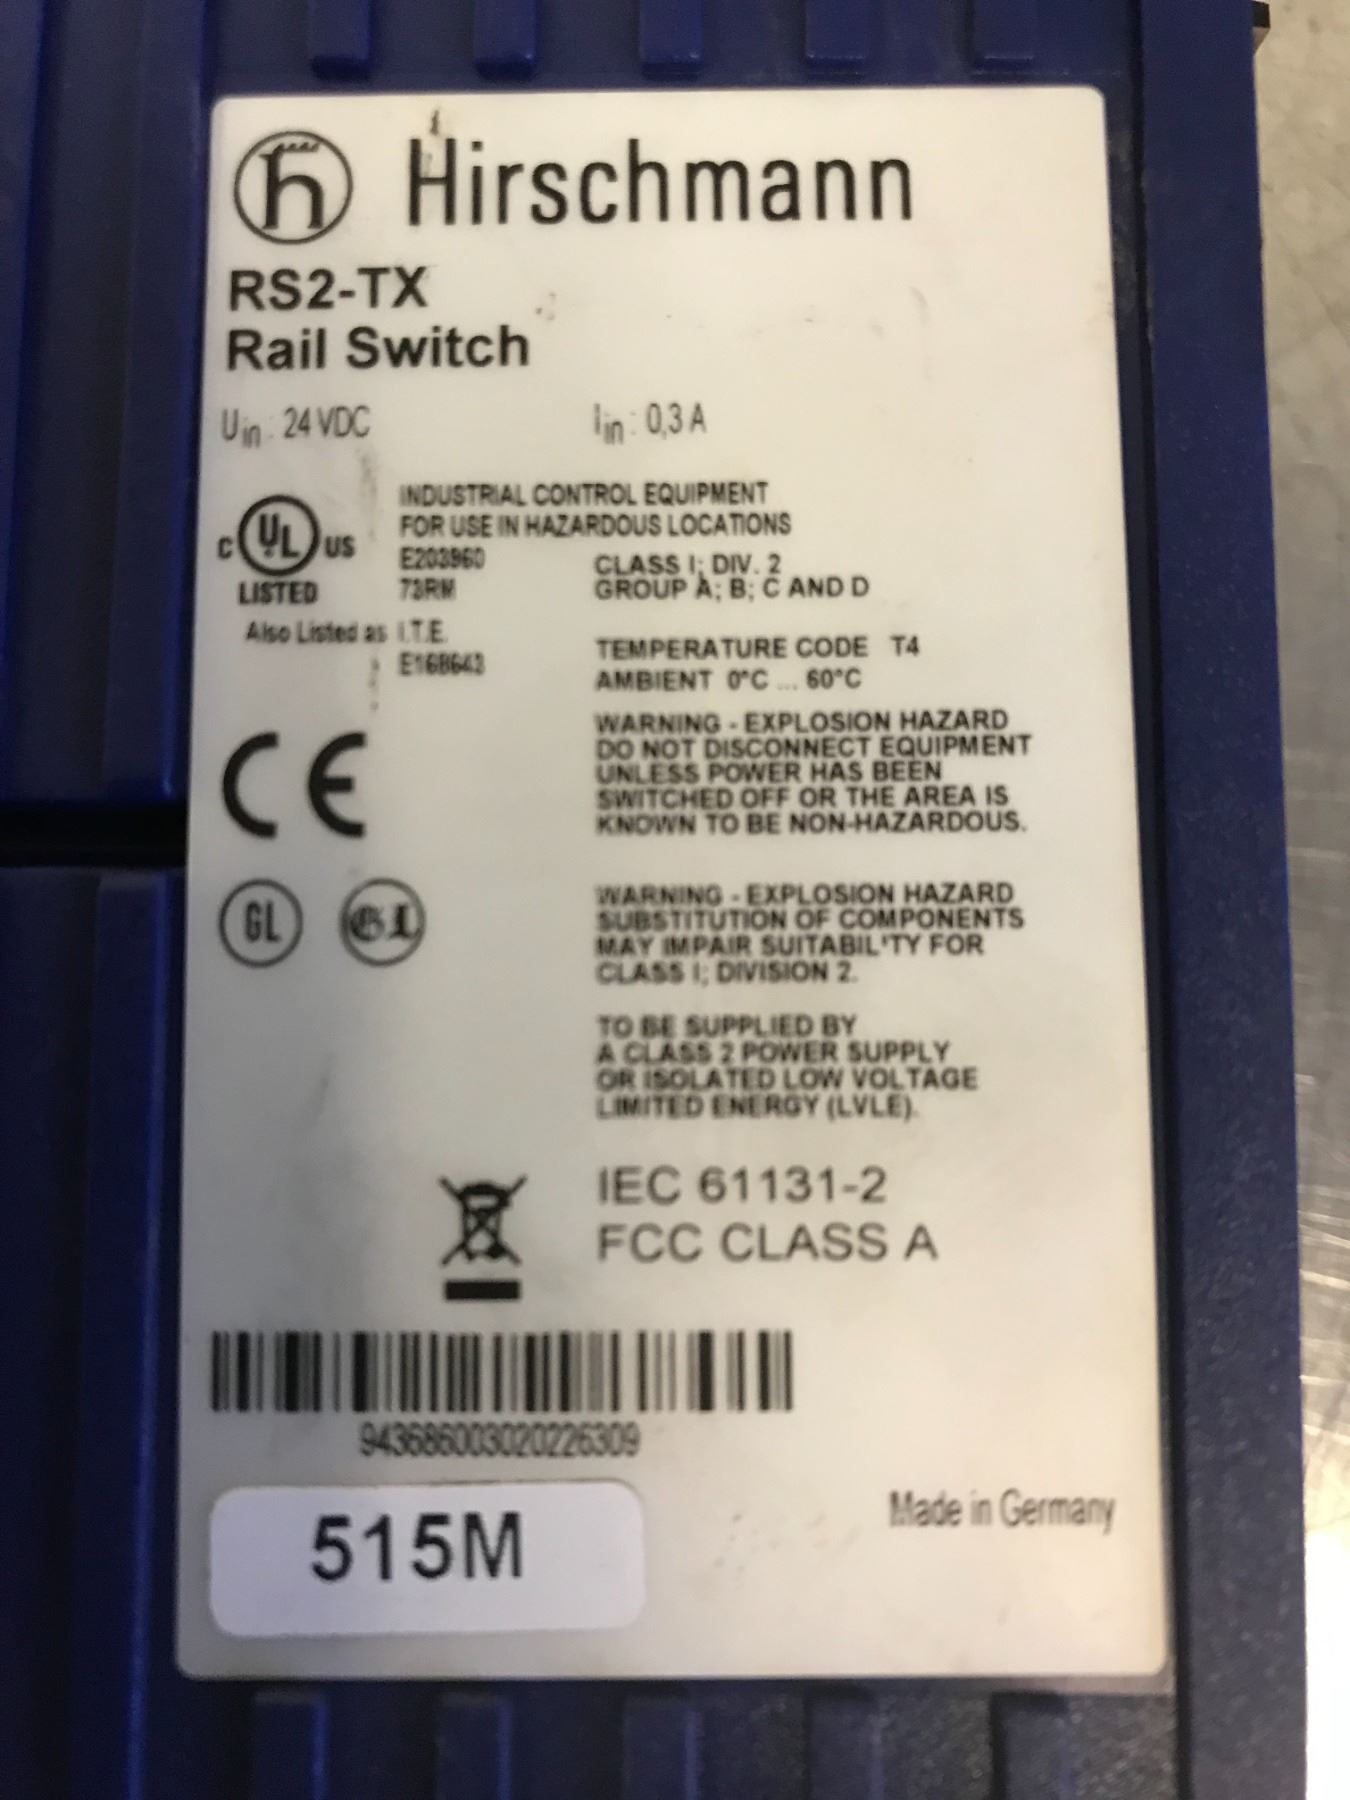 Hirschmann
RS2-TX
Rail Switch
Uin : 24 VDC Iin : 0,3 A
INDUSTRIAL CONTROL EQUIPMENT
FOR USE IN HAZARDOUS LOCATIONS
C UL US
LISTED
E203960
73RM
CLASS I; DIV. 2
GROUP A; B; C AND D
Also Listed as I.T.E.
E168643
TEMPERATURE CODE T4
AMBIENT 0°C ... 60°C
CE
WARNING - EXPLOSION HAZARD
DO NOT DISCONNECT EQUIPMENT
UNLESS POWER HAS BEEN
SWITCHED OFF OR THE AREA IS
KNOWN TO BE NON-HAZARDOUS.
GL GL
WARNING - EXPLOSION HAZARD
SUBSTITUTION OF COMPONENTS
MAY IMPAIR SUITABIL'TY FOR
CLASS I; DIVISION 2.
TO BE SUPPLIED BY
A CLASS 2 POWER SUPPLY
OR ISOLATED LOW VOLTAGE
LIMITED ENERGY (LVLE).
IEC 61131-2
FCC CLASS A
943686003020226309
515M
Made in Germany